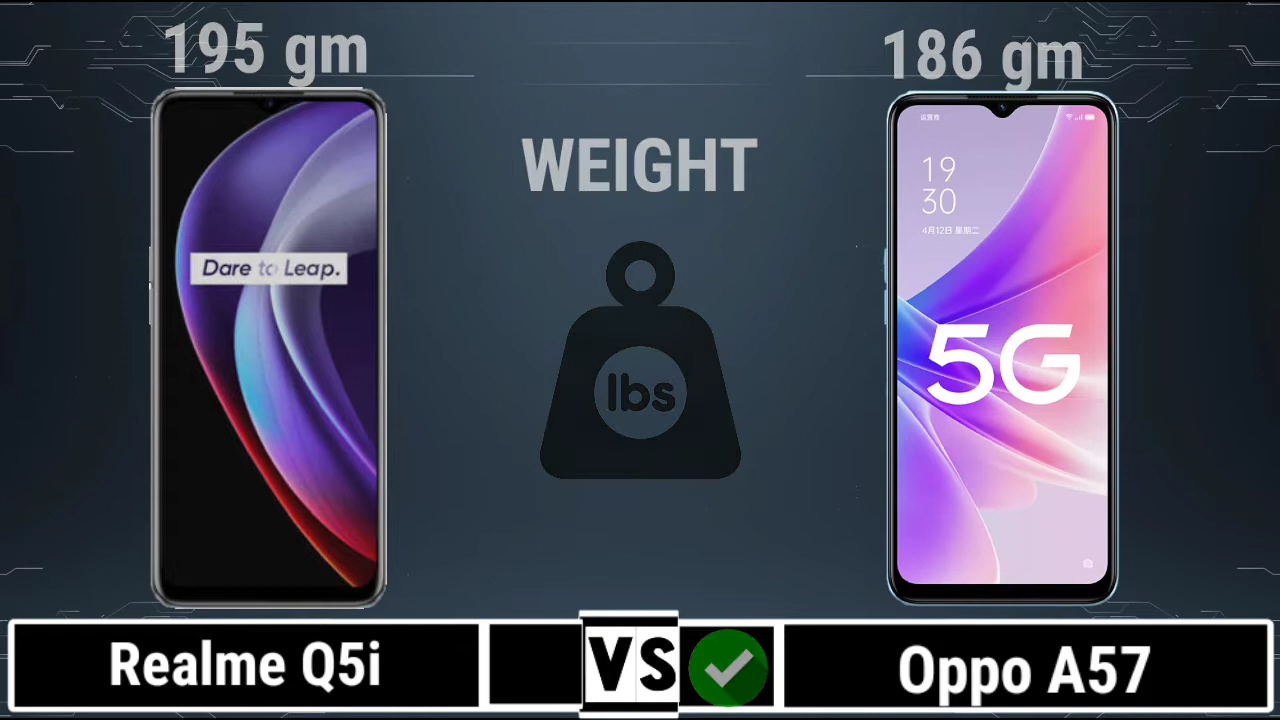 195 gm
186 gm
WEIGHT
Dare to Leap.
19
30
4月12日 星期二
5G
lbs
Realme Q5i
VS
Oppo A57